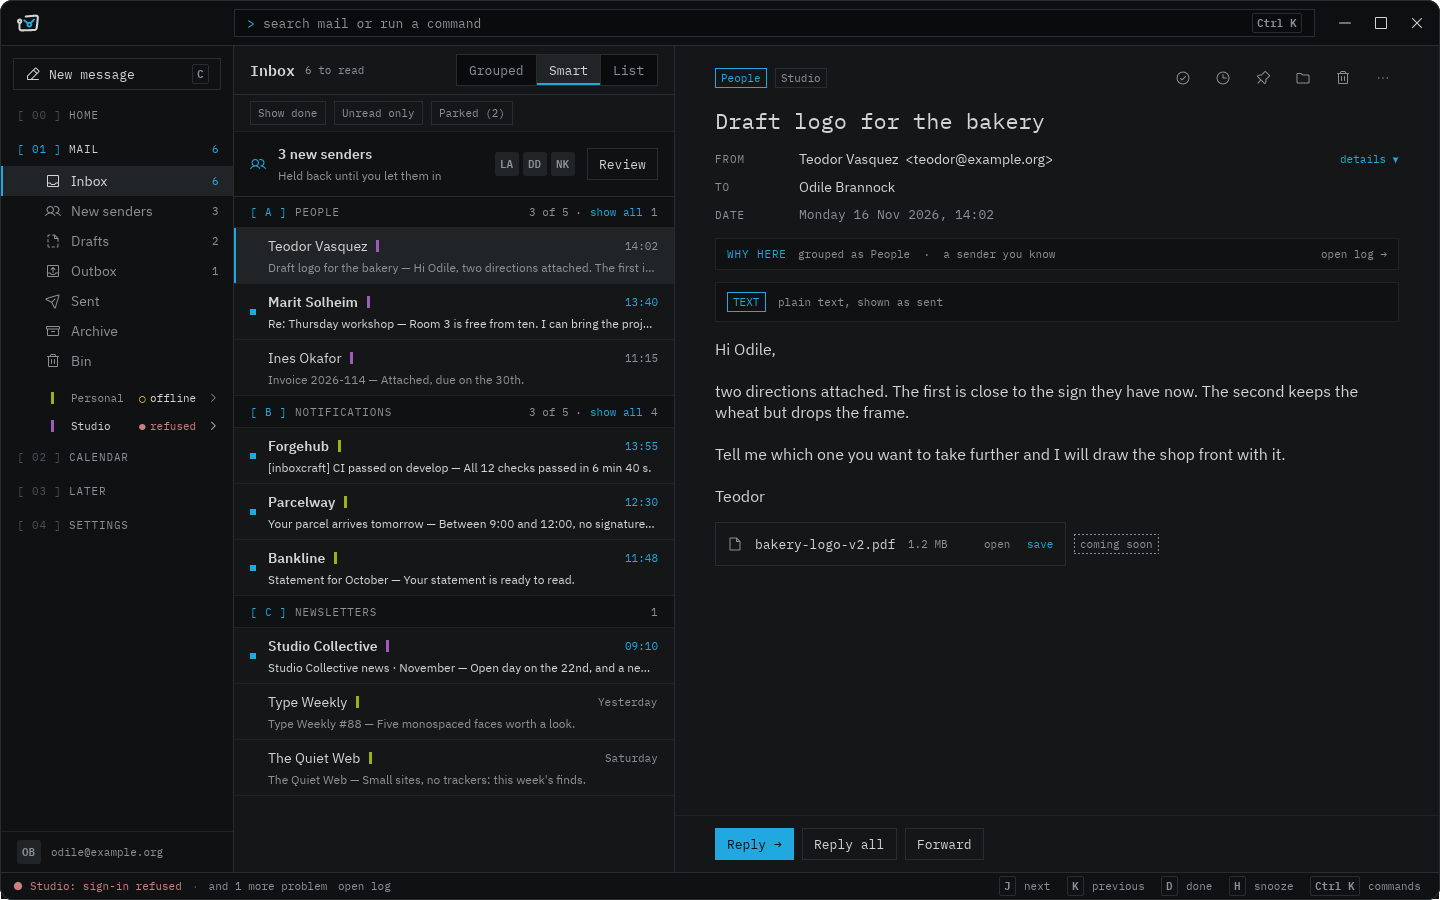 > search mail or run a command Ctrl K
New message C
[ 00 ] HOME
[ 01 ] MAIL 6
Inbox 6
New senders 3
Drafts 2
Outbox 1
Sent
Archive
Bin
Personal offline
Studio refused
[ 02 ] CALENDAR
[ 03 ] LATER
[ 04 ] SETTINGS
OB odile@example.org
Inbox 6 to read Grouped Smart List
Show done Unread only Parked (2)
3 new senders
Held back until you let them in
LA DD NK Review
[ A ] PEOPLE 3 of 5 · show all 1
Teodor Vasquez 14:02
Draft logo for the bakery — Hi Odile, two directions attached. The first i…
Marit Solheim 13:40
Re: Thursday workshop — Room 3 is free from ten. I can bring the proj…
Ines Okafor 11:15
Invoice 2026-114 — Attached, due on the 30th.
[ B ] NOTIFICATIONS 3 of 5 · show all 4
Forgehub 13:55
[inboxcraft] CI passed on develop — All 12 checks passed in 6 min 40 s.
Parcelway 12:30
Your parcel arrives tomorrow — Between 9:00 and 12:00, no signature…
Bankline 11:48
Statement for October — Your statement is ready to read.
[ C ] NEWSLETTERS 1
Studio Collective 09:10
Studio Collective news · November — Open day on the 22nd, and a ne…
Type Weekly Yesterday
Type Weekly #88 — Five monospaced faces worth a look.
The Quiet Web Saturday
The Quiet Web — Small sites, no trackers: this week's finds.
People Studio
Draft logo for the bakery
FROM Teodor Vasquez <teodor@example.org> details ▾
TO Odile Brannock
DATE Monday 16 Nov 2026, 14:02
WHY HERE grouped as People · a sender you know open log →
TEXT plain text, shown as sent
Hi Odile,
two directions attached. The first is close to the sign they have now. The second keeps the
wheat but drops the frame.
Tell me which one you want to take further and I will draw the shop front with it.
Teodor
bakery-logo-v2.pdf 1.2 MB open save coming soon
Reply → Reply all Forward
Studio: sign-in refused · and 1 more problem open log
J next K previous D done H snooze Ctrl K commands